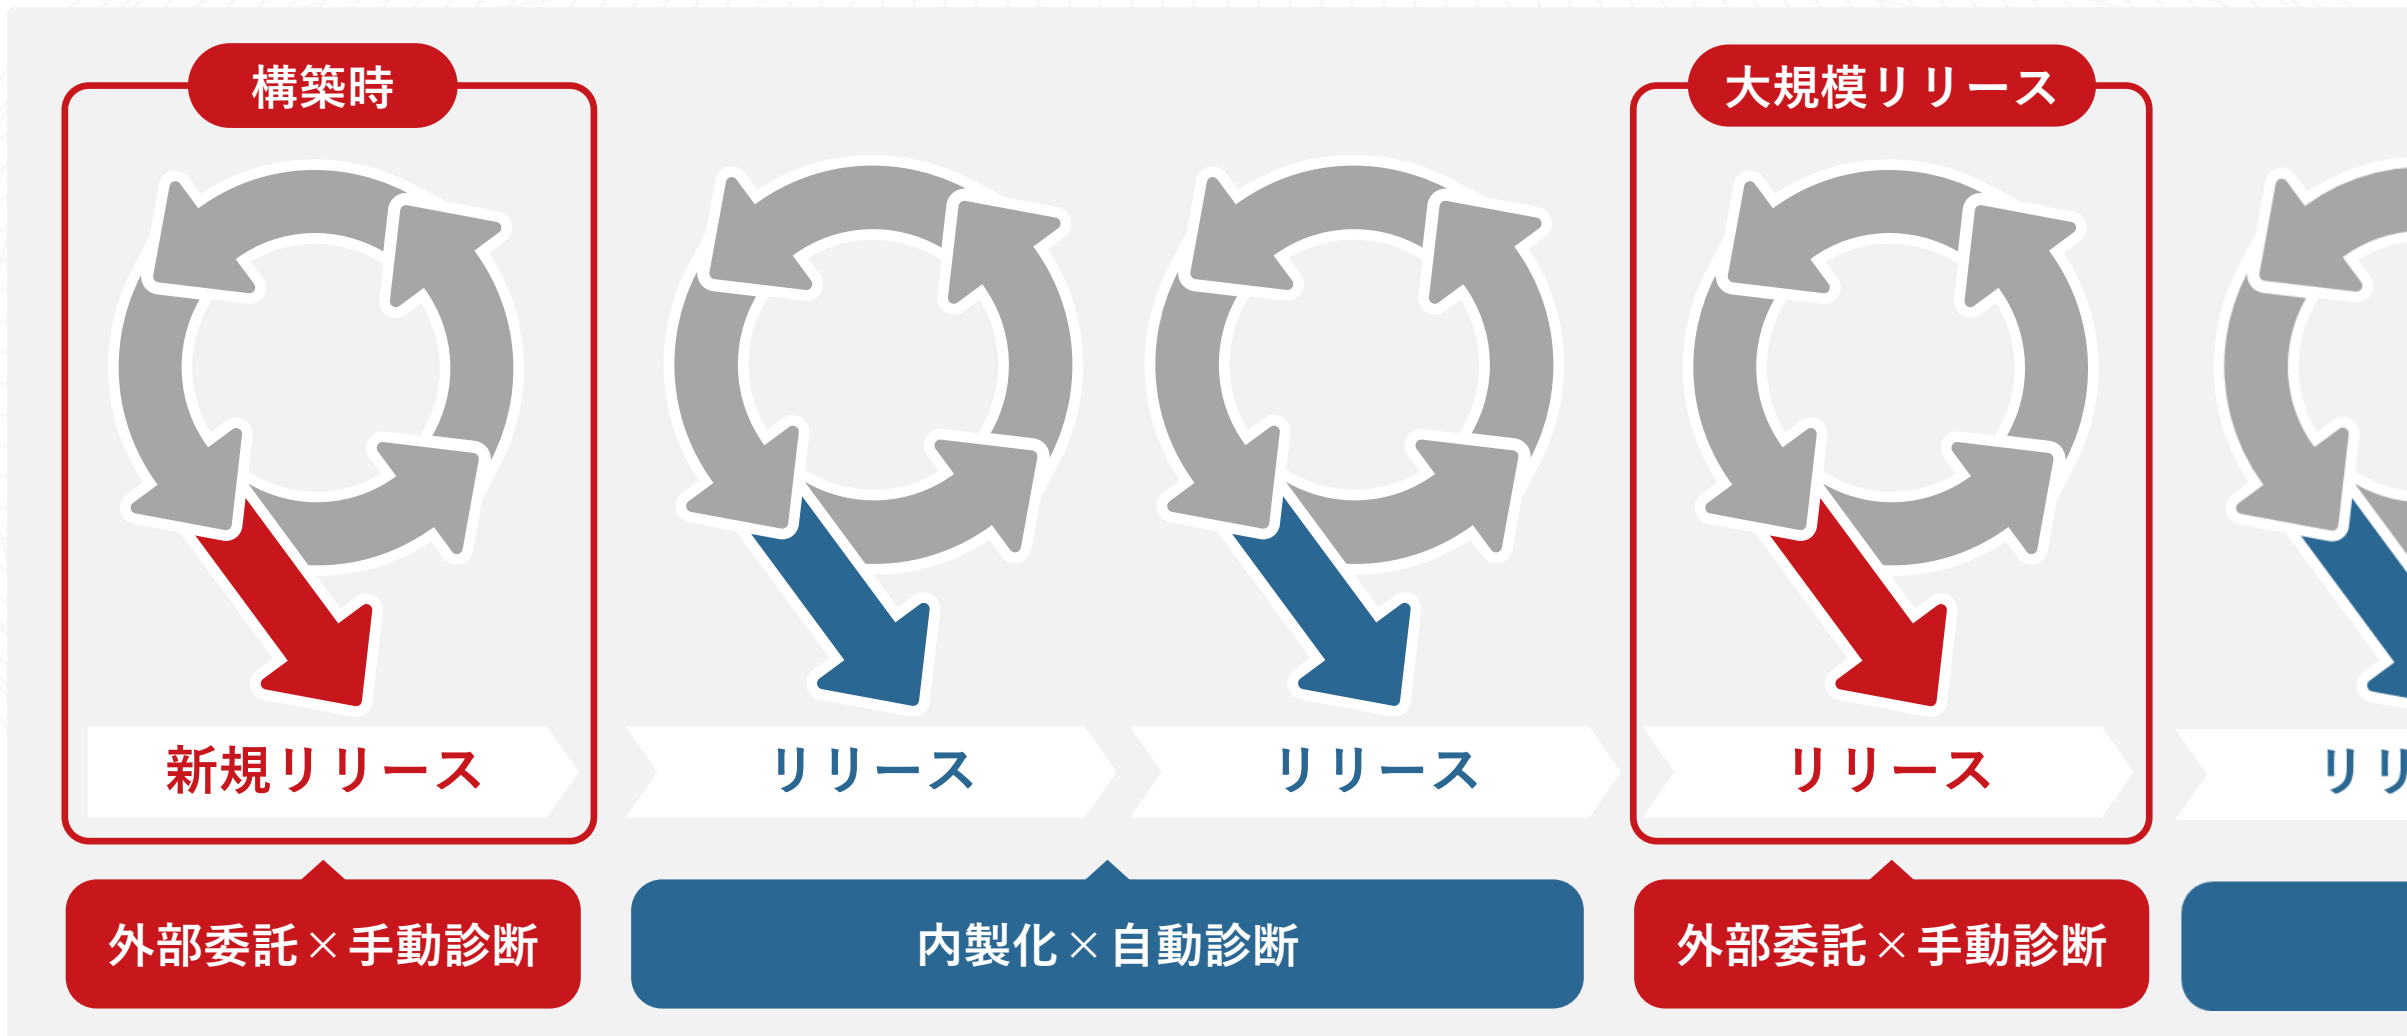 構築時
大規模リリース
新規リリース
リリース
リリース
リリース
リリ
外部委託×手動診断
内製化×自動診断
外部委託×手動診断